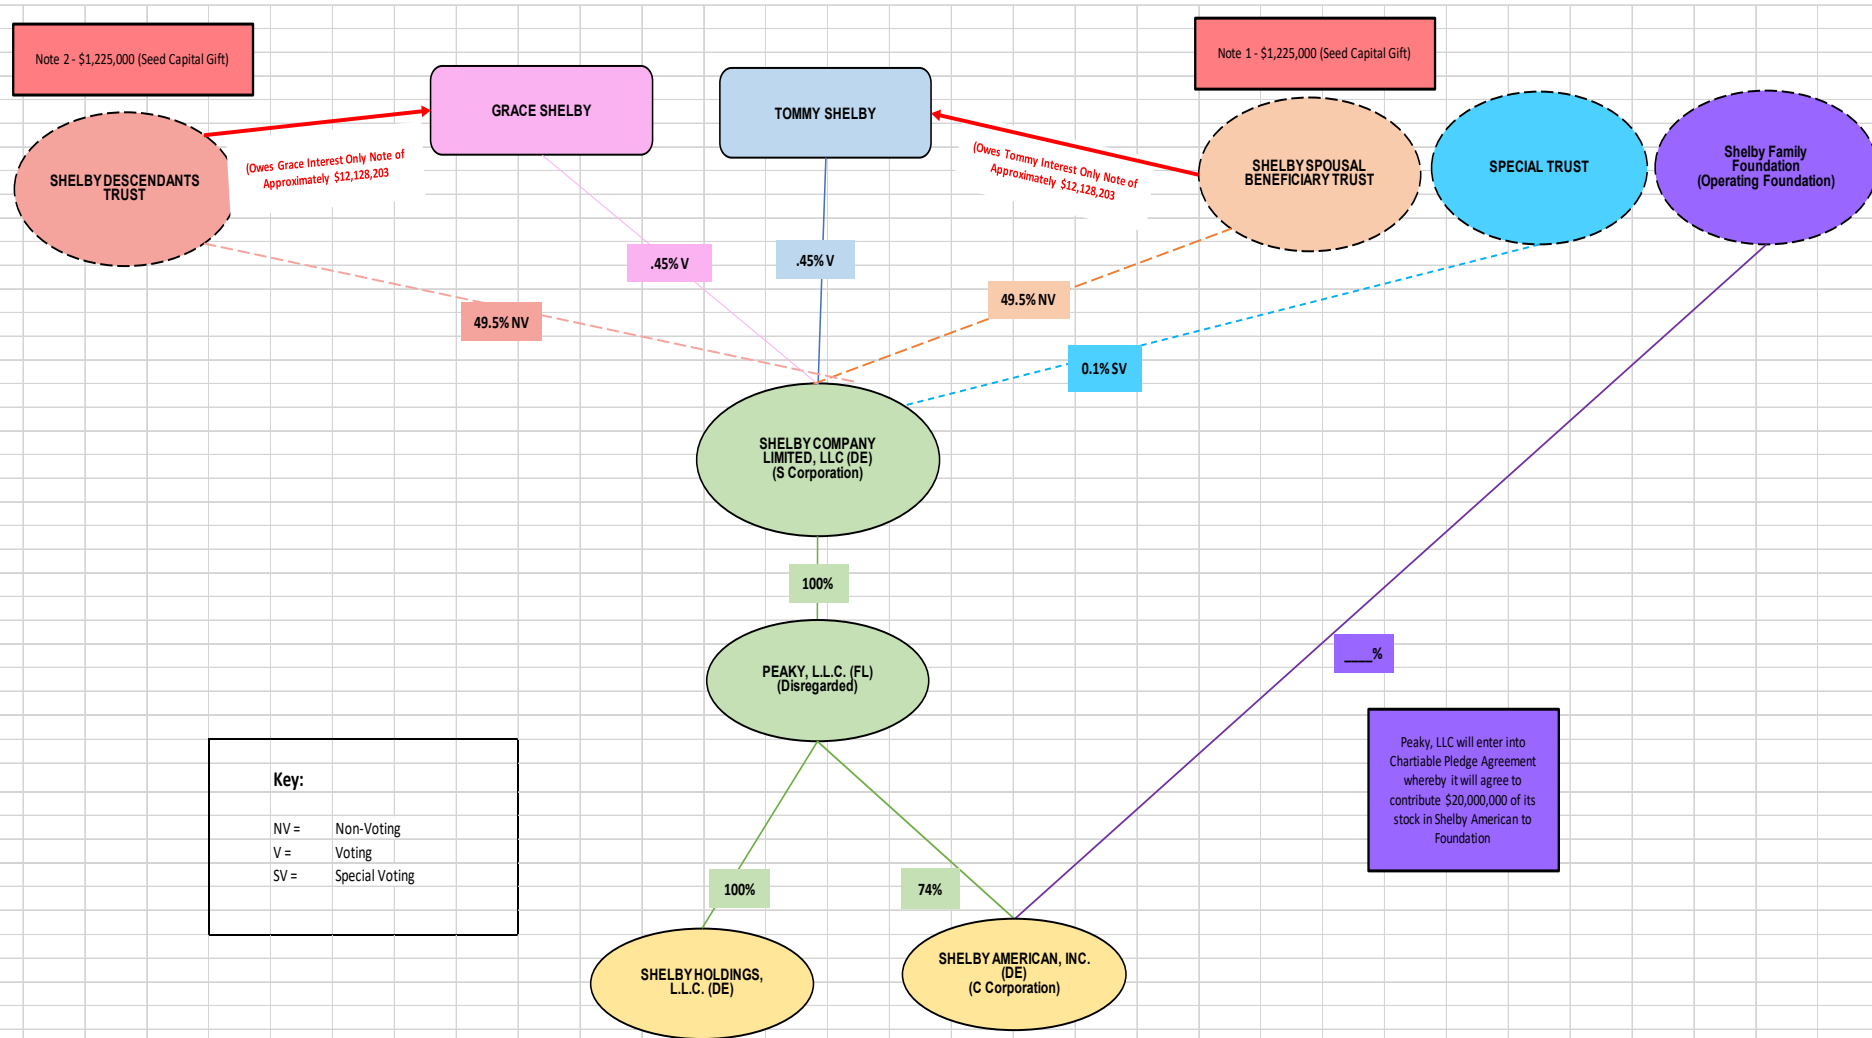 Note 2 - $1,225,000 (Seed Capital Gift)
Note 1 - $1,225,000 (Seed Capital Gift)
GRACE SHELBY
TOMMY SHELBY
SHELBY DESCENDANTS
TRUST
(Owes Grace Interest Only Note of
Approximately $12,128,203
(Owes Tommy Interest Only Note of
Approximately $12,128,203
SHELBY SPOUSAL
BENEFICIARY TRUST
SPECIAL TRUST
Shelby Family
Foundation
(Operating Foundation)
.45% V
.45% V
49.5% NV
49.5% NV
0.1% SV
SHELBY COMPANY
LIMITED, LLC (DE)
(S Corporation)
100%
PEAKY, L.L.C. (FL)
(Disregarded)
____%
Peaky, LLC will enter into
Chartiable Pledge Agreement
whereby it will agree to
contribute $20,000,000 of its
stock in Shelby American to
Foundation
Key:
NV = Non-Voting
V = Voting
SV = Special Voting
100%
74%
SHELBY HOLDINGS,
L.L.C. (DE)
SHELBY AMERICAN, INC.
(DE)
(C Corporation)